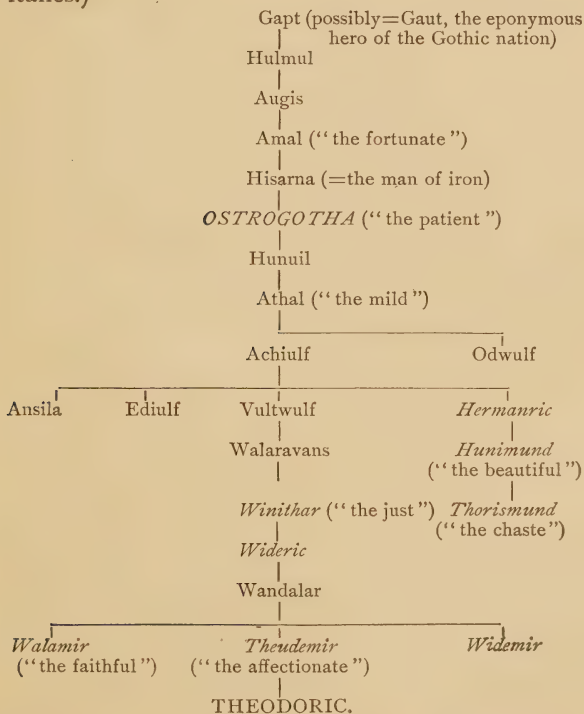 Italics.)
Gapt (possibly=Gaut, the eponymous
hero of the Gothic nation)
Hulmul
Augis
Amal (“the fortunate”)
Hisarna (=the man of iron)
OSTROGOTHA (“the patient”)
Hunuil
Athal (“the mild”)
Achiulf Odwulf
Ansila Ediulf Vultwulf Hermanric
Walaravans Hunimund
(“the beautiful”)
Winithar (“the just”) Thorismund
(“the chaste”)
Wideric
Wandalar
Walamir Theudemir Widemir
(“the faithful”) (“the affectionate”)
THEODORIC.